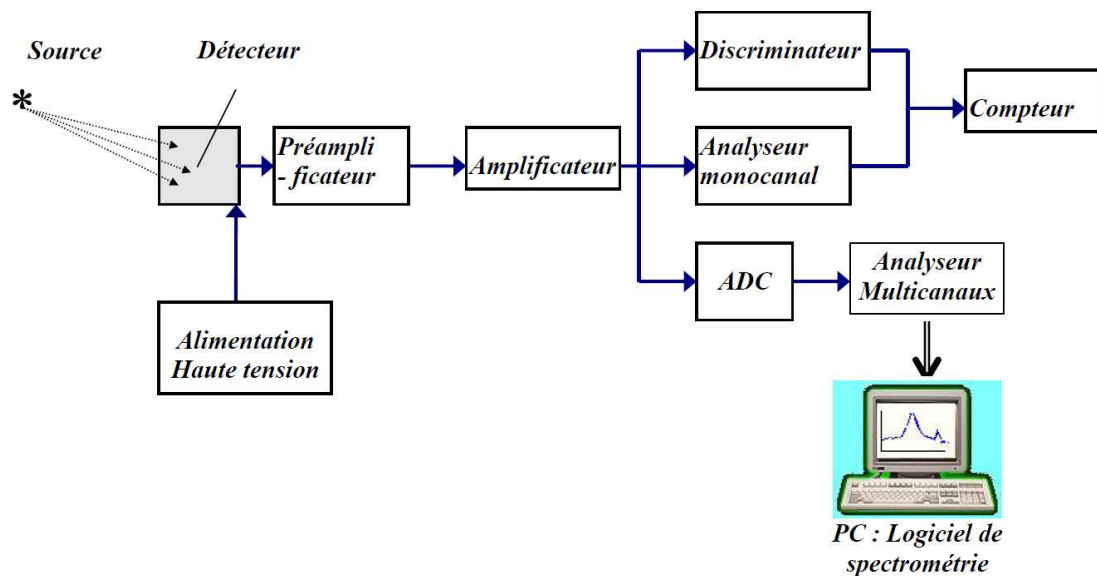 Source
Détecteur
*
Discriminateur
Compteur
Préampli
- ficateur
Amplificateur
Analyseur
monocanal
ADC
Analyseur
Multicanaux
Alimentation
Haute tension
PC : Logiciel de
spectrométrie